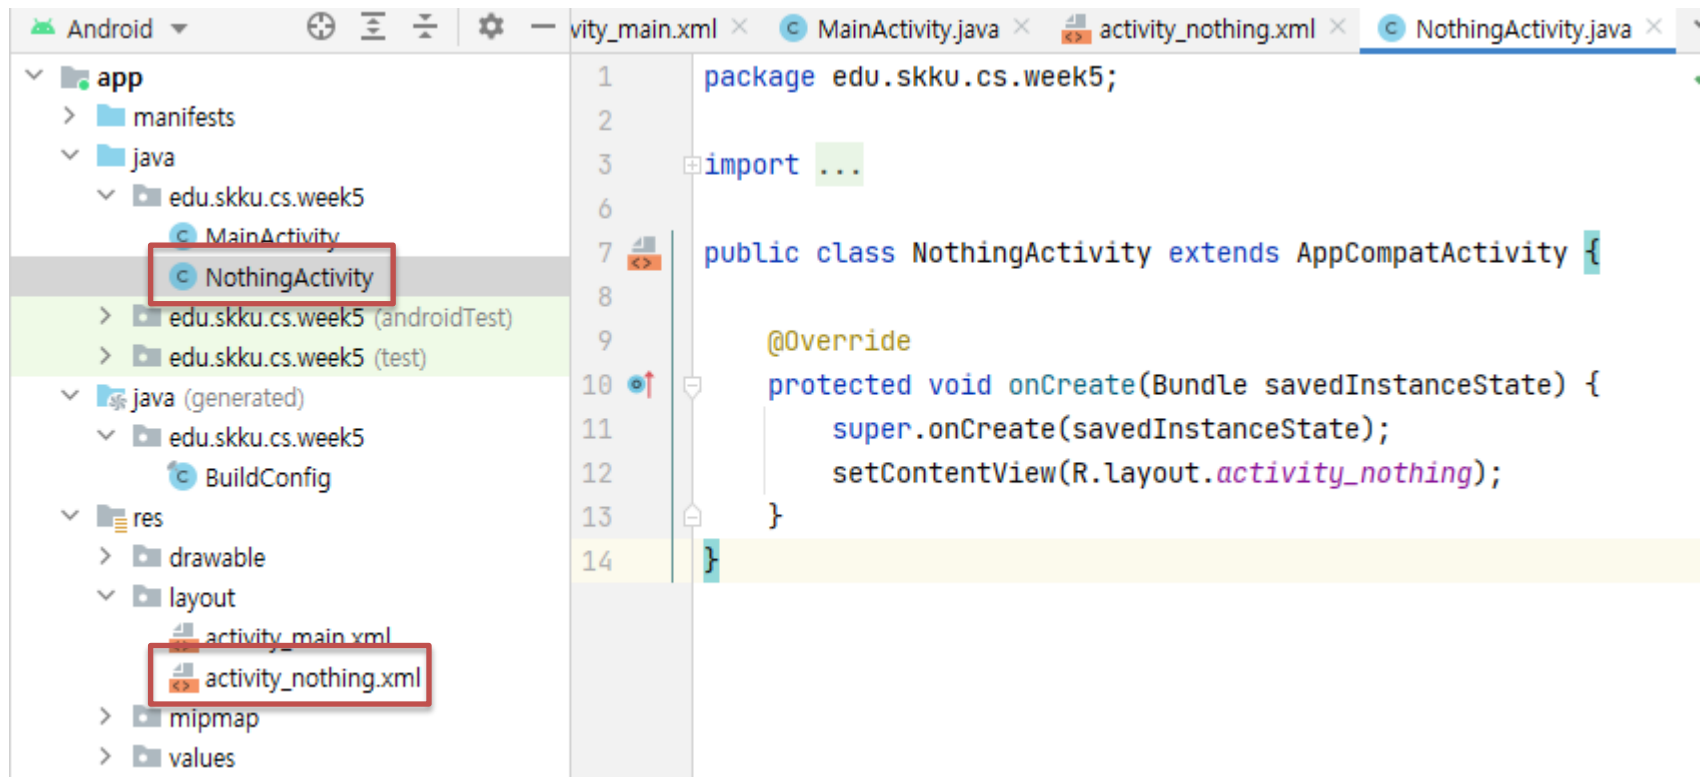 Android
app
manifests
java
edu.skku.cs.week5
MainActivity
NothingActivity
edu.skku.cs.week5 (androidTest)
edu.skku.cs.week5 (test)
java (generated)
edu.skku.cs.week5
BuildConfig
res
drawable
layout
activity_main.xml
activity_nothing.xml
mipmap
values
vity_main.xml MainActivity.java activity_nothing.xml NothingActivity.java
1 package edu.skku.cs.week5;
2
3 import ...
6
7 public class NothingActivity extends AppCompatActivity {
8
9 @Override
10 protected void onCreate(Bundle savedInstanceState) {
11 super.onCreate(savedInstanceState);
12 setContentView(R.layout.activity_nothing);
13 }
14 }